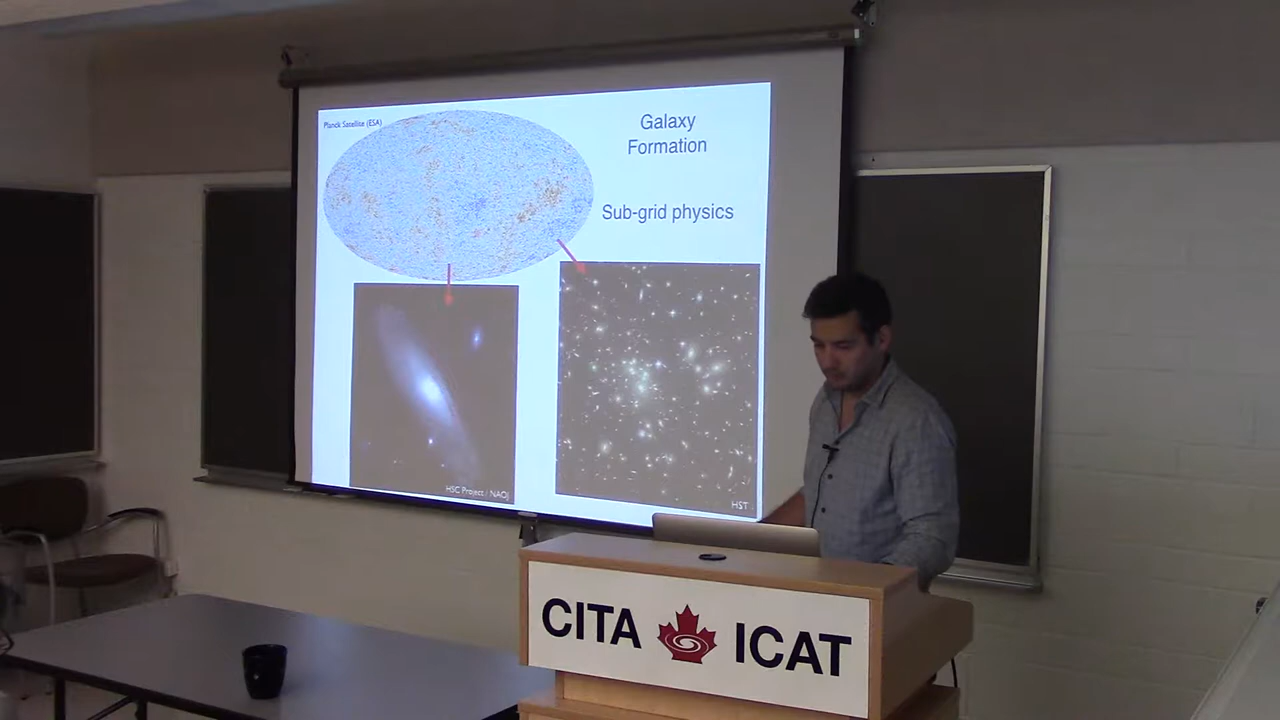 Planck Satellite (ESA)
Galaxy
Formation
Sub-grid physics
HSC Project / NAOJ
HST
CITA ICAT